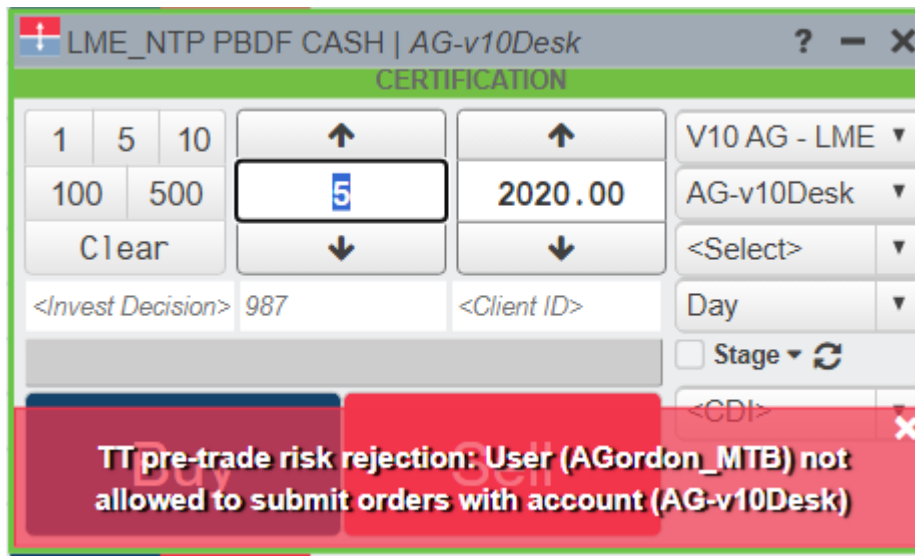 LME_NTP PBDF CASH | AG-v10Desk ? − ×
CERTIFICATION
1 5 10
100 500
Clear
5
2020.00
V10 AG - LME
AG-v10Desk
<Select>
<Invest Decision> 987 <Client ID>
Day
Stage
<CDI>
Buy Sell
TT pre-trade risk rejection: User (AGordon_MTB) not
allowed to submit orders with account (AG-v10Desk)